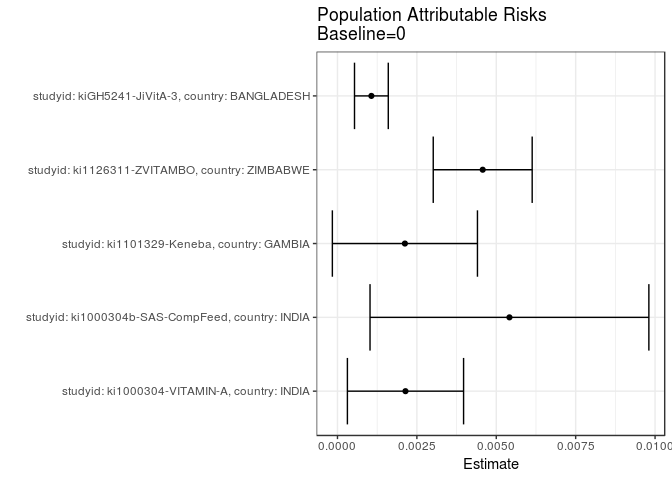 Population Attributable Risks
Baseline=0
studyid: kiGH5241-JiVitA-3, country: BANGLADESH
studyid: ki1126311-ZVITAMBO, country: ZIMBABWE
studyid: ki1101329-Keneba, country: GAMBIA
studyid: ki1000304b-SAS-CompFeed, country: INDIA
studyid: ki1000304-VITAMIN-A, country: INDIA
0.0000 0.0025 0.0050 0.0075 0.0100
Estimate